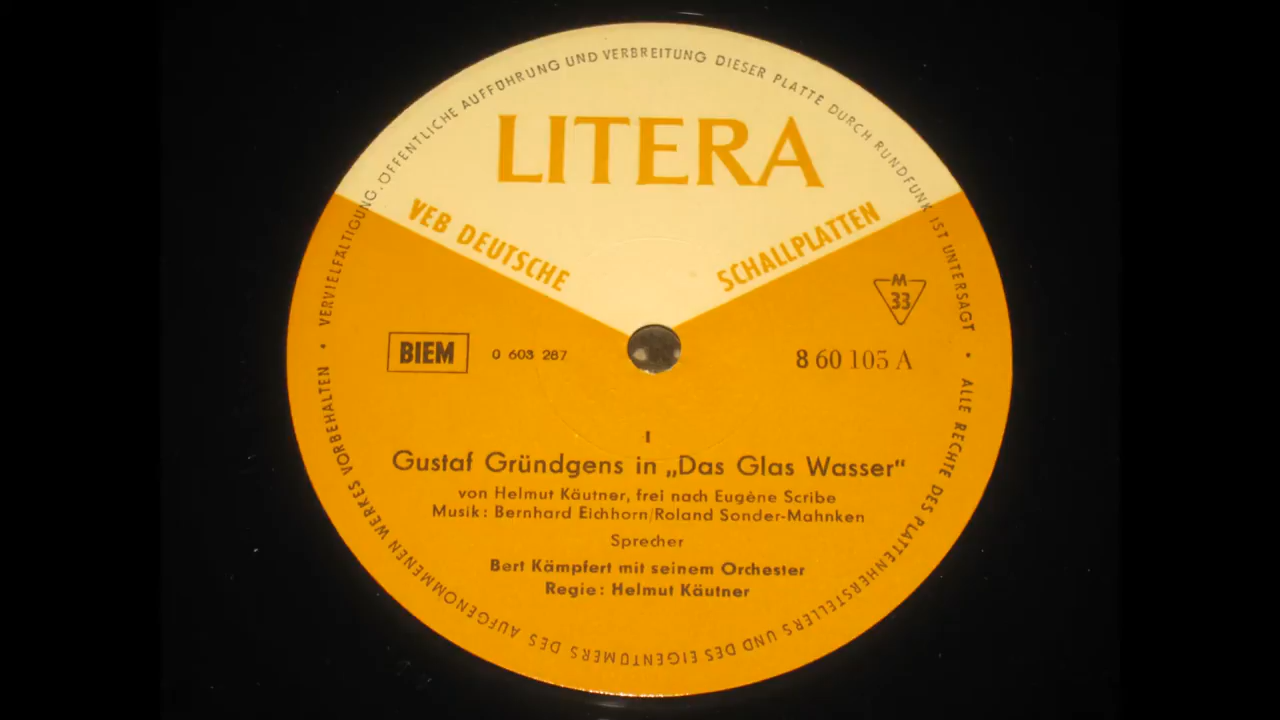 VERVIELFÄLTIGUNG, ÖFFENTLICHE AUFFÜHRUNG UND VERBREITUNG DIESER PLATTE DURCH RUNDFUNK IST UNTERSAGT • ALLE RECHTE DES PLATTENHERSTELLERS UND DES EIGENTÜMERS DES AUFGENOMMENEN WERKES VORBEHALTEN •
LITERA
VEB DEUTSCHE SCHALLPLATTEN
M
33
BIEM 0 603 287 8 60 105 A
I
Gustaf Gründgens in „Das Glas Wasser“
von Helmut Käutner, frei nach Eugène Scribe
Musik: Bernhard Eichhorn/Roland Sonder-Mahnken
Sprecher
Bert Kämpfert mit seinem Orchester
Regie: Helmut Käutner